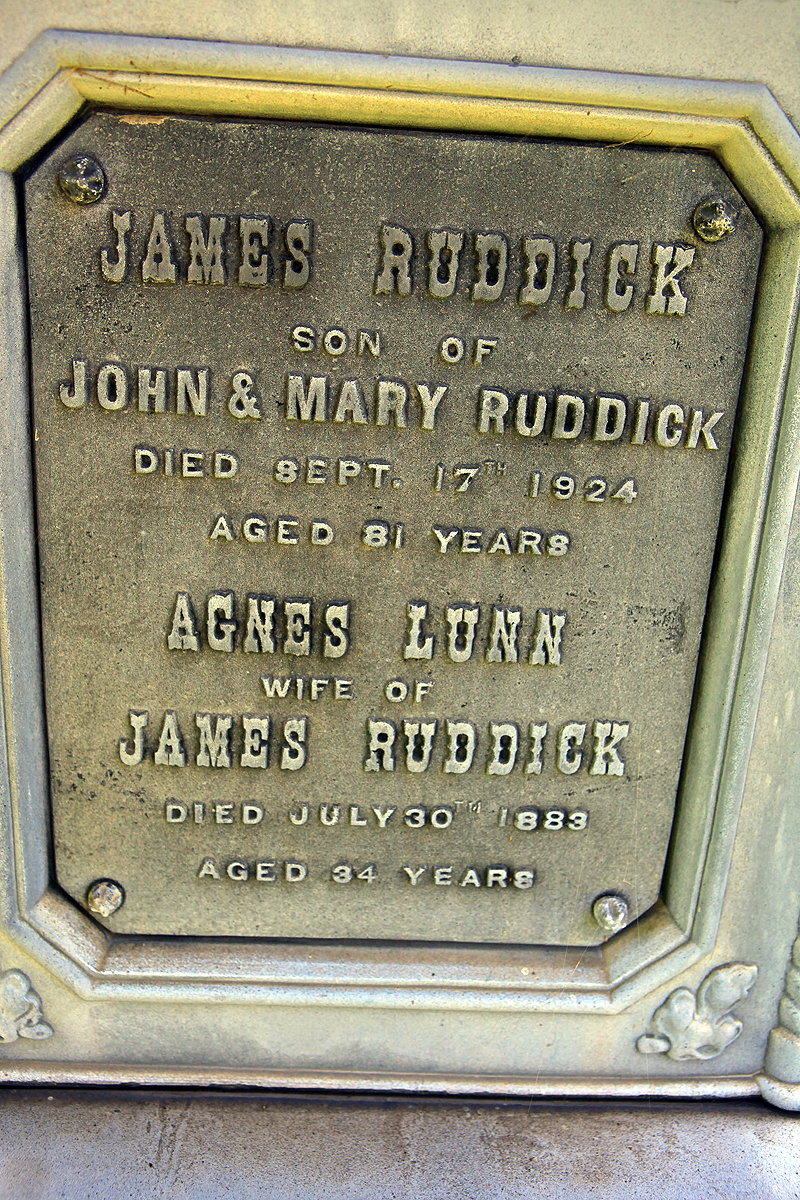 JAMES RUDDICK
SON OF
JOHN & MARY RUDDICK
DIED SEPT. 17TH 1924
AGED 81 YEARS
AGNES LUNN
WIFE OF
JAMES RUDDICK
DIED JULY 30TH 1883
AGED 34 YEARS